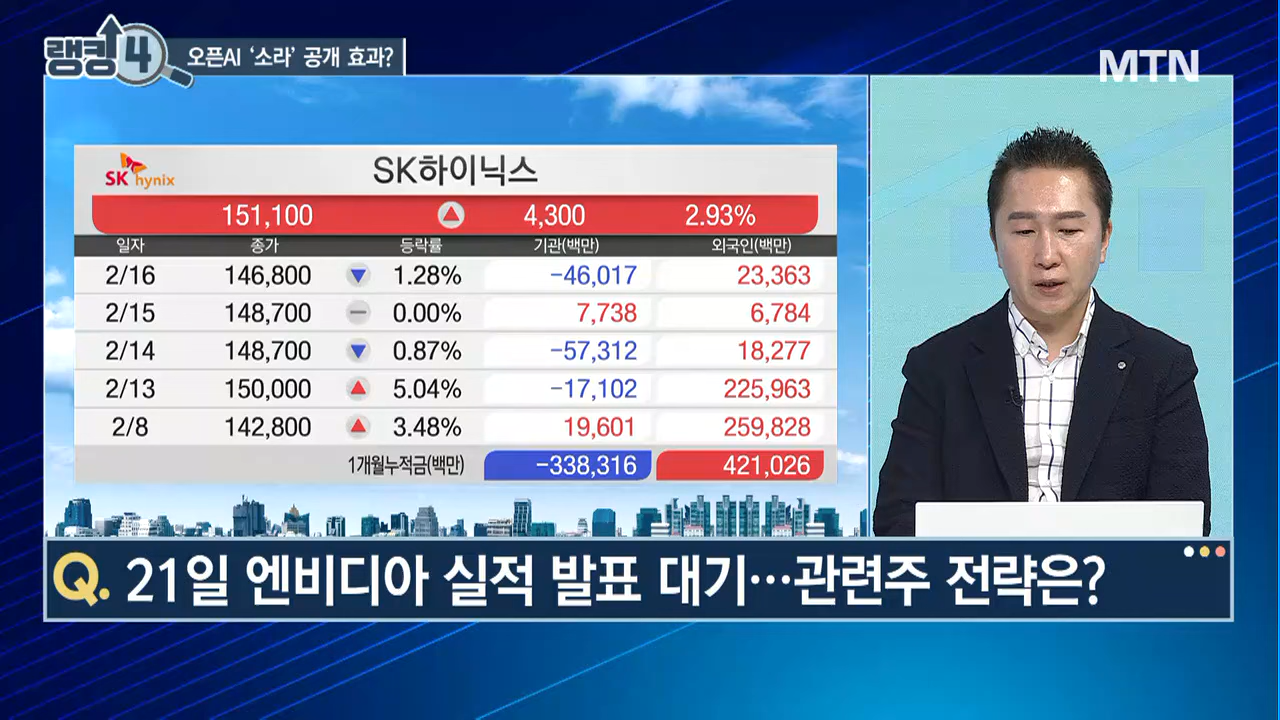 랭킹4
오픈AI '소라' 공개 효과?
MTN
SK hynix
SK하이닉스
151,100 ▲ 4,300 2.93%
일자 종가 등락률 기관(백만) 외국인(백만)
2/16 146,800 ▼ 1.28% -46,017 23,363
2/15 148,700 - 0.00% 7,738 6,784
2/14 148,700 ▼ 0.87% -57,312 18,277
2/13 150,000 ▲ 5.04% -17,102 225,963
2/8 142,800 ▲ 3.48% 19,601 259,828
1개월누적금(백만) -338,316 421,026
Q. 21일 엔비디아 실적 발표 대기…관련주 전략은?